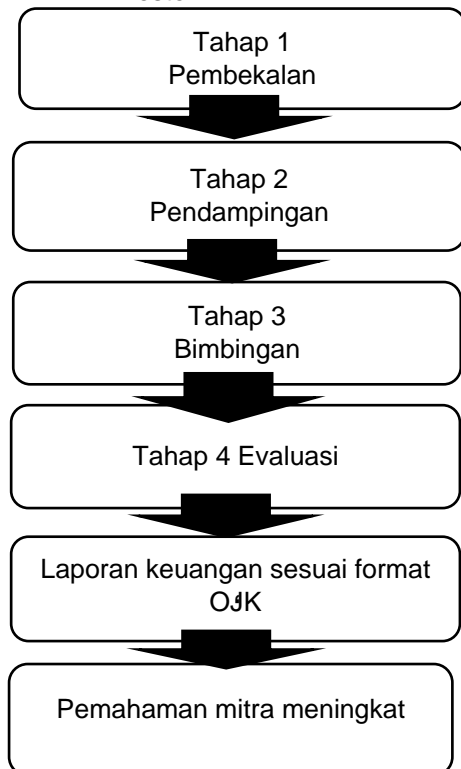 Tahap 1
Pembekalan
Tahap 2
Pendampingan
Tahap 3
Bimbingan
Tahap 4 Evaluasi
Laporan keuangan sesuai format
OJK
Pemahaman mitra meningkat